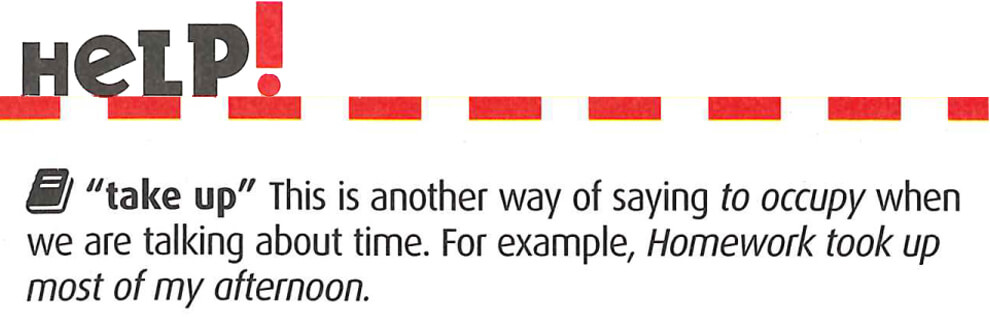 HeLP!
"take up" This is another way of saying to occupy when
we are talking about time. For example, Homework took up
most of my afternoon.